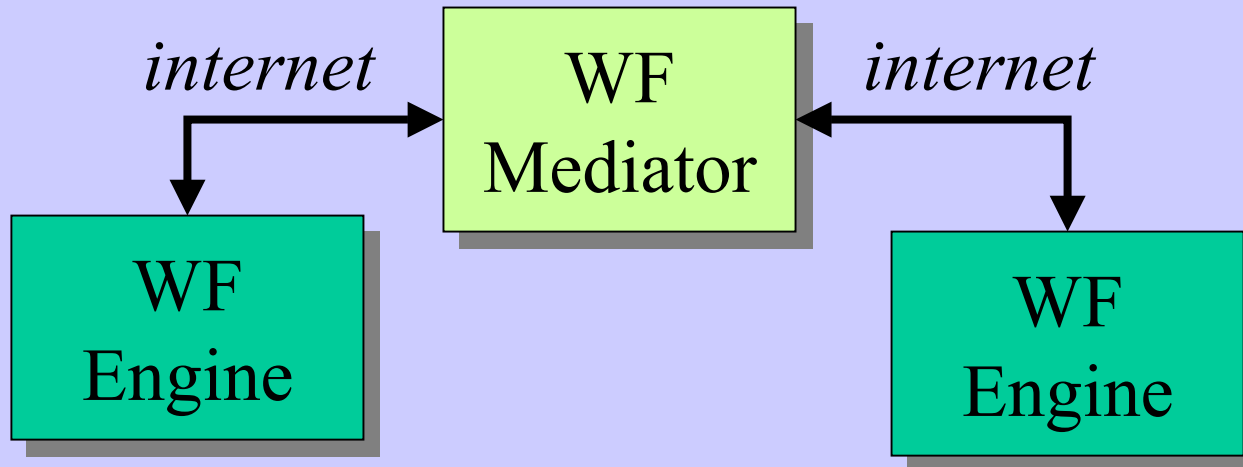 internet
WF
Mediator
internet
WF
Engine
WF
Engine